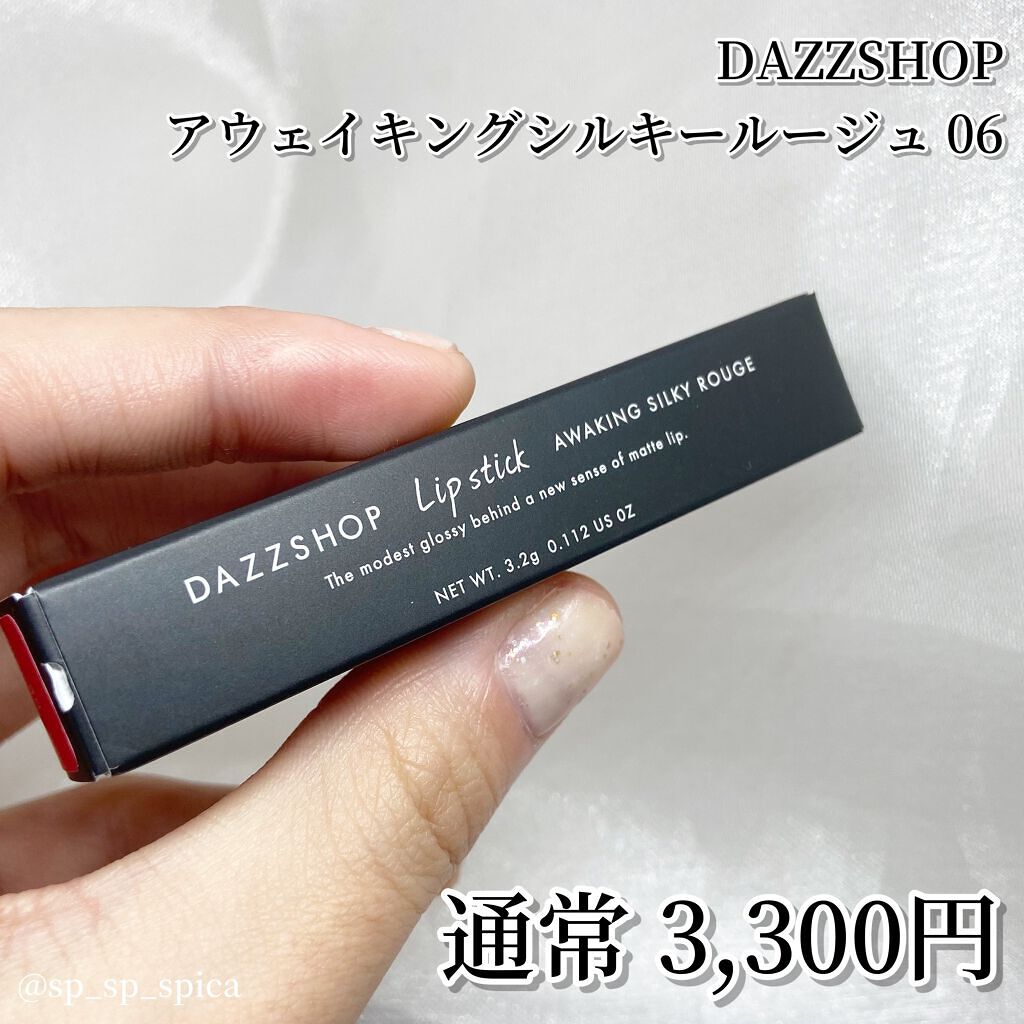 DAZZSHOP
アウェイキングシルキールージュ 06
DAZZSHOP Lip stick AWAKING SILKY ROUGE
The modest glossy behind a new sense of matte lip.
NET WT. 3.2g 0.112 US OZ
通常 3,300円
@sp_sp_spica